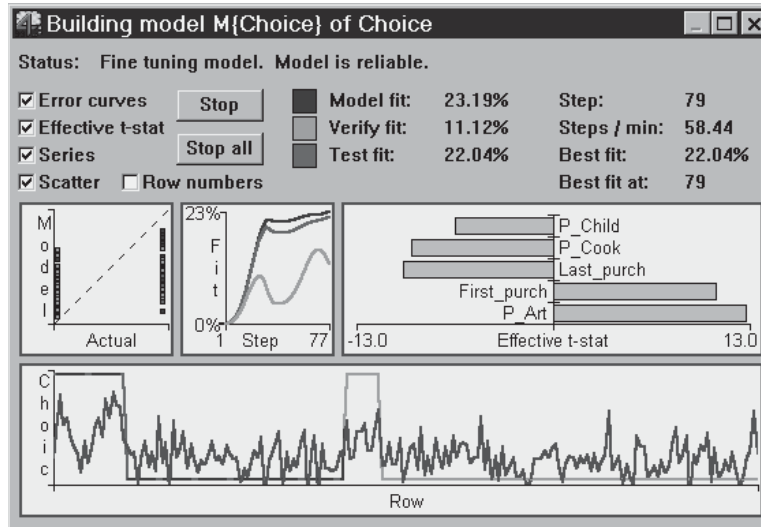 Building model M{Choice} of Choice
Status: Fine tuning model. Model is reliable.
Error curves Stop Model fit: 23.19% Step: 79
Effective t-stat Verify fit: 11.12% Steps / min: 58.44
Series Stop all Test fit: 22.04% Best fit: 22.04%
Scatter Row numbers Best fit at: 79
Model
Actual
23%
Fit
0%
1 Step 77
P_Child
P_Cook
Last_purch
First_purch
P_Art
-13.0 Effective t-stat 13.0
Choic
Row